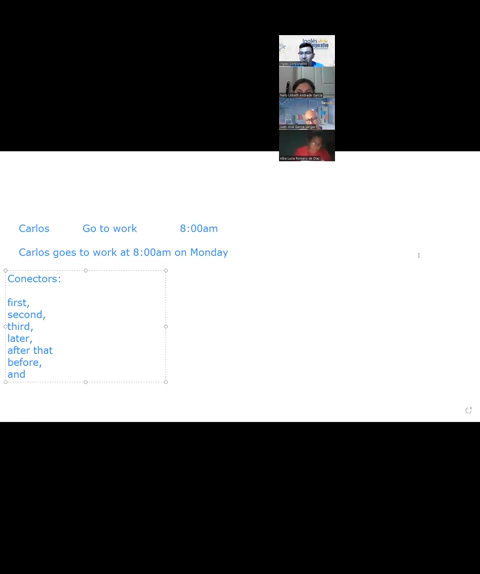 Inglés
Carlos Go to work 8:00am
Carlos goes to work at 8:00am on Monday
Conectors:
first,
second,
third,
later,
after that
before,
and